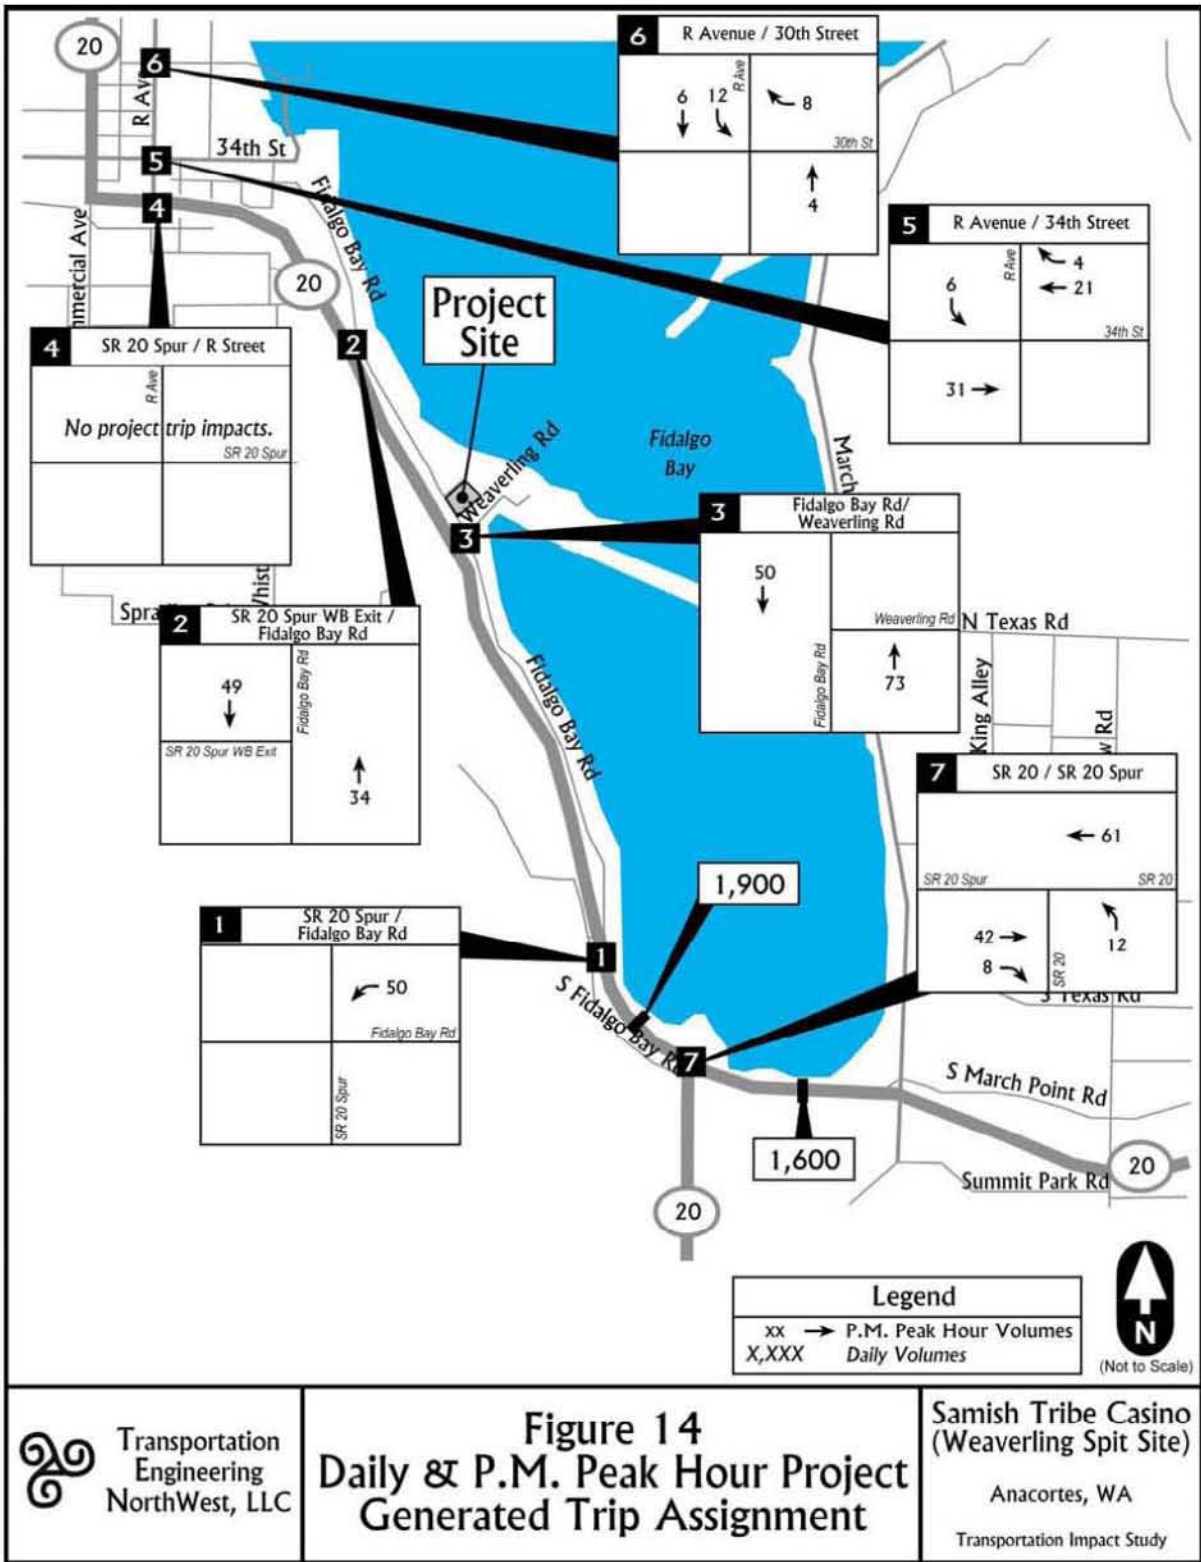 20
6
R Ave
5
34th St
4
Fidalgo Bay Rd
20
2
Project
Site
Weaverling Rd
3
Fidalgo
Bay
March
6
R Avenue / 30th Street
R Ave
6
12
8
30th St
4
5
R Avenue / 34th Street
R Ave
6
4
21
34th St
31
4
SR 20 Spur / R Street
R Ave
No project trip impacts.
SR 20 Spur
3
Fidalgo Bay Rd/
Weaverling Rd
50
Weaverling Rd
Fidalgo Bay Rd
73
N Texas Rd
King Alley
2
SR 20 Spur WB Exit /
Fidalgo Bay Rd
Fidalgo Bay Rd
49
SR 20 Spur WB Exit
34
Fidalgo Bay Rd
7
SR 20 / SR 20 Spur
61
SR 20 Spur
SR 20
42
8
SR 20
12
1,900
1
SR 20 Spur /
Fidalgo Bay Rd
50
Fidalgo Bay Rd
SR 20 Spur
1
S Fidalgo Bay Rd
7
S Texas Rd
S March Point Rd
1,600
20
Summit Park Rd
20
Legend
xx → P.M. Peak Hour Volumes
X,XXX Daily Volumes
N
(Not to Scale)
Transportation
Engineering
NorthWest, LLC
Figure 14
Daily & P.M. Peak Hour Project
Generated Trip Assignment
Samish Tribe Casino
(Weaverling Spit Site)
Anacortes, WA
Transportation Impact Study